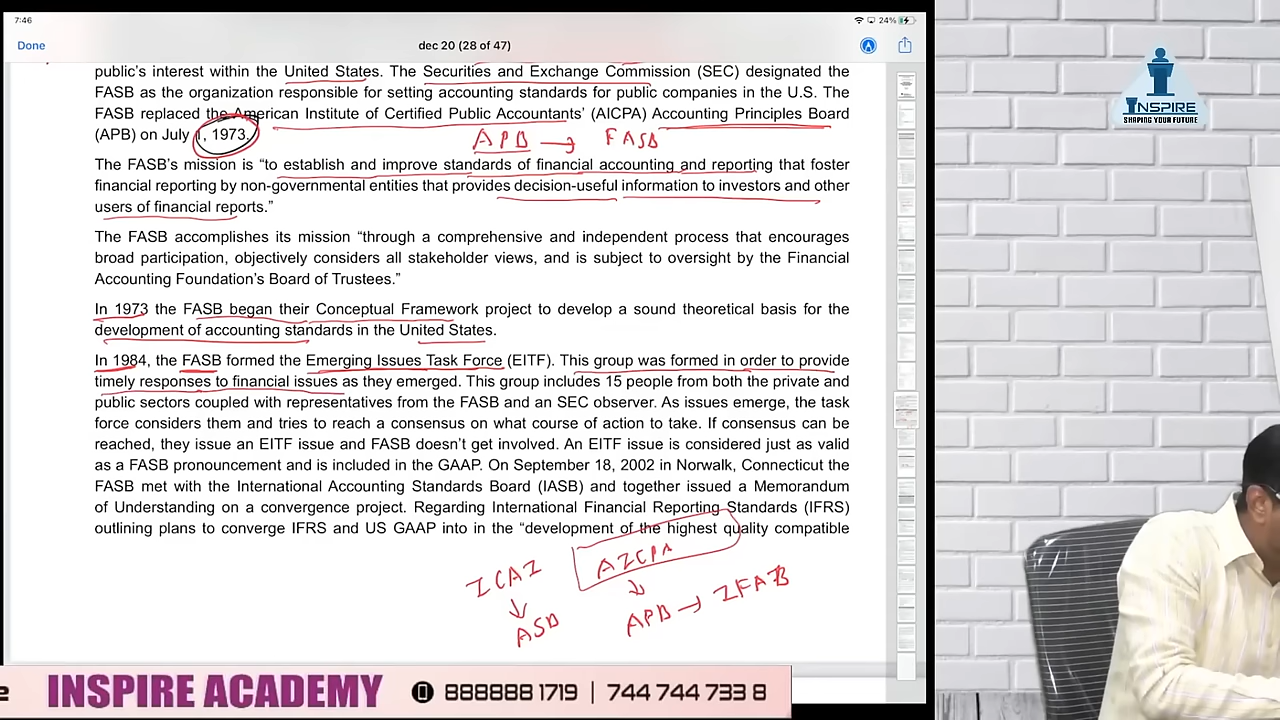 7:46
24%
Done
dec 20 (28 of 47)
public's interest within the United States. The Securities and Exchange Commission (SEC) designated the
FASB as the organization responsible for setting accounting standards for public companies in the U.S. The
FASB replaced the American Institute of Certified Public Accountants' (AICPA) Accounting Principles Board
(APB) on July 1, 1973.
APB → FASB
The FASB's mission is "to establish and improve standards of financial accounting and reporting that foster
financial reporting by non-governmental entities that provides decision-useful information to investors and other
users of financial reports."
The FASB accomplishes its mission "through a comprehensive and independent process that encourages
broad participation, objectively considers all stakeholder views, and is subject to oversight by the Financial
Accounting Foundation's Board of Trustees."
In 1973 the FASB began their Conceptual Framework project to develop a sound theoretical basis for the
development of accounting standards in the United States.
In 1984, the FASB formed the Emerging Issues Task Force (EITF). This group was formed in order to provide
timely responses to financial issues as they emerged. This group includes 15 people from both the private and
public sectors coupled with representatives from the FASB and an SEC observer. As issues emerge, the task
force considers them and tries to reach a consensus on what course of action to take. If consensus can be
reached, they issue an EITF issue and FASB doesn't get involved. An EITF issue is considered just as valid
as a FASB pronouncement and is included in the GAAP. On September 18, 2002 in Norwalk, Connecticut the
FASB met with the International Accounting Standards Board (IASB) and together issued a Memorandum
of Understanding on a convergence project. Regarding International Financial Reporting Standards (IFRS)
outlining plans to converge IFRS and US GAAP into in the "development of the highest quality compatible
AICPA
ICAI
ASB
APB → IFAB
INSPIRE
SHAPING YOUR FUTURE
e INSPIRE ACADEMY 888888 1719 | 744 744 733 8